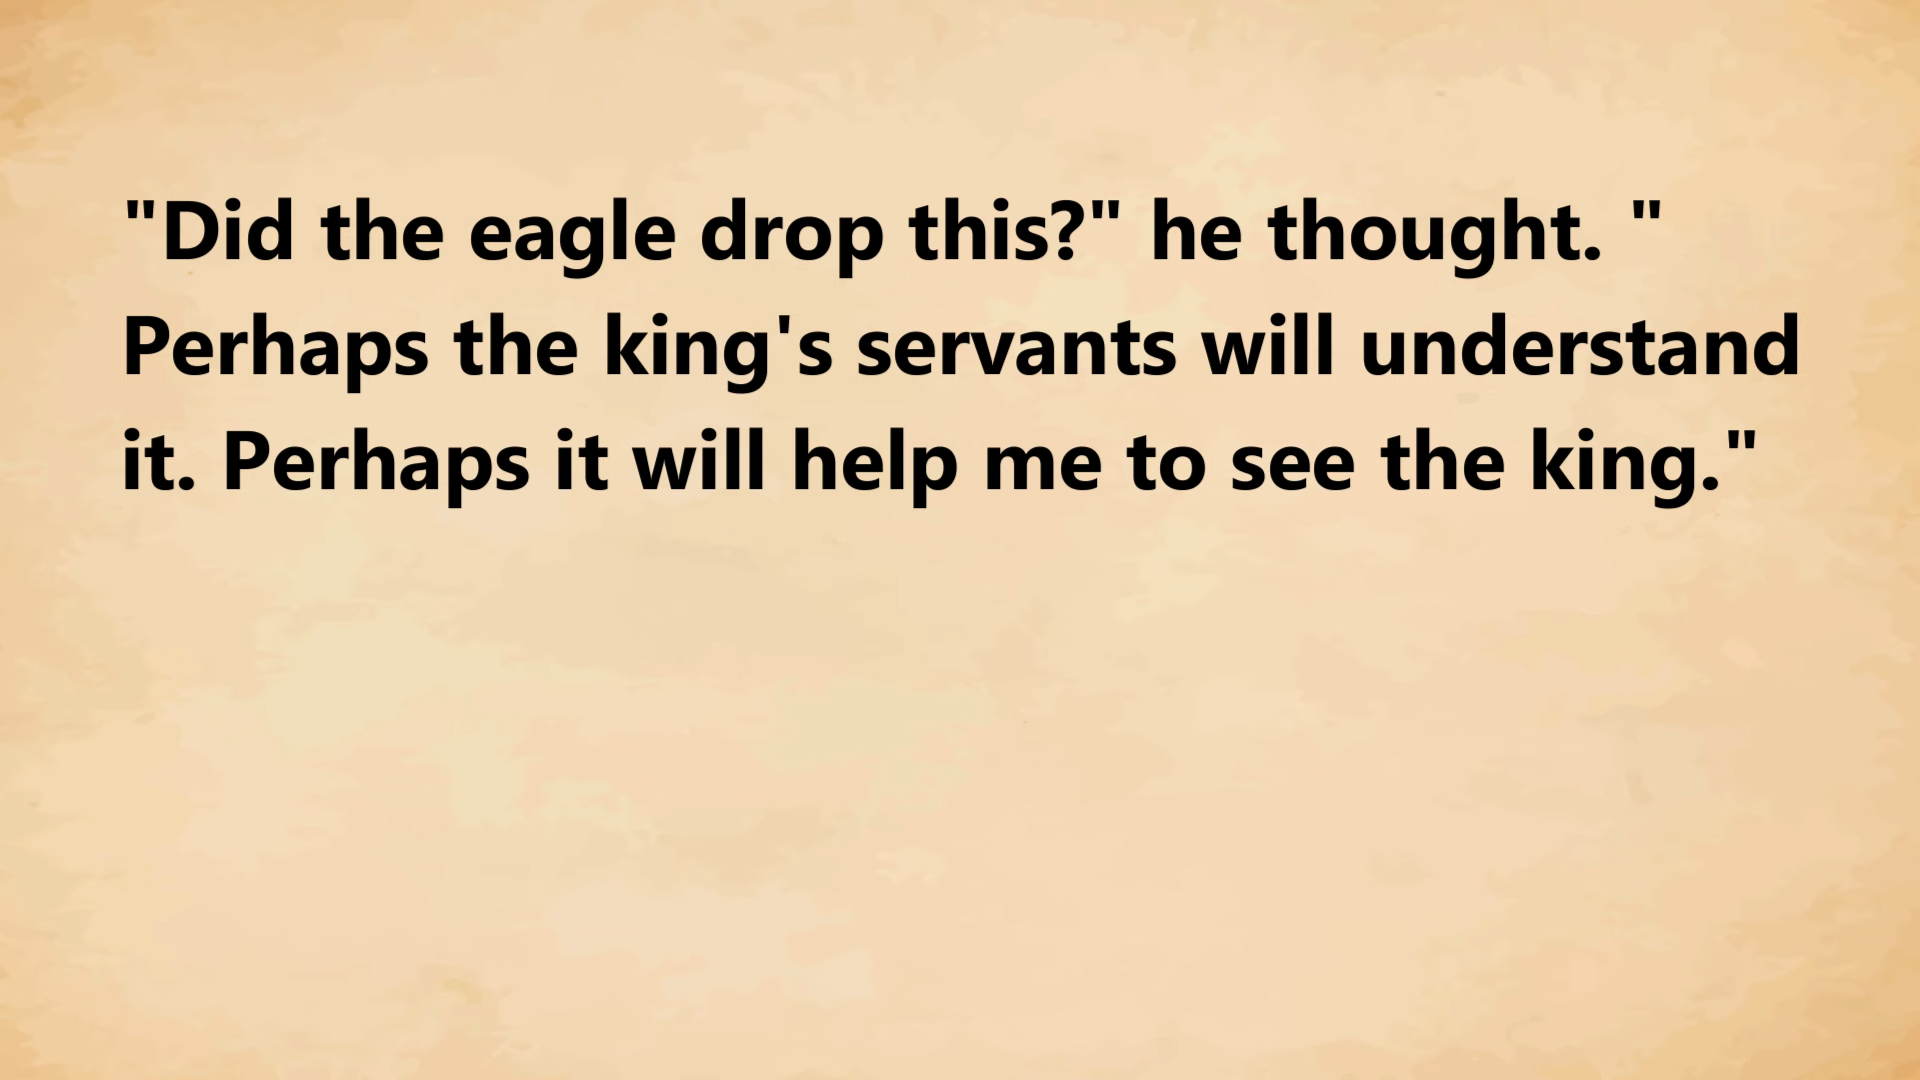 "Did the eagle drop this?" he thought. "
Perhaps the king's servants will understand
it. Perhaps it will help me to see the king."